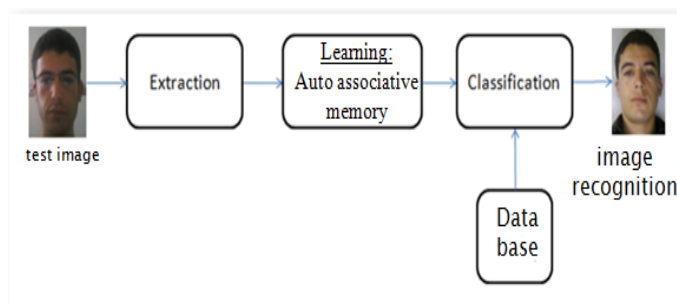 test image
Extraction
Learning:
Auto associative
memory
Classification
image
recognition
Data
base